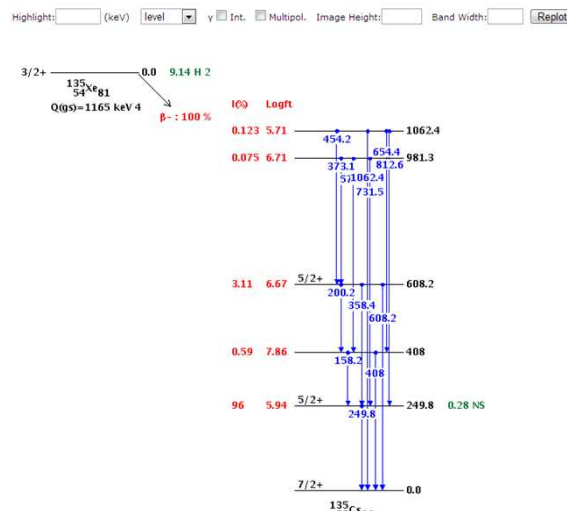 Highlight: (keV) level γ Int. Multipol. Image Height: Band Width: Replot
3/2+ 0.0 9.14 H 2
135Xe
54 81
Q(gs)=1165 keV 4
β- : 100 %
I(%) Logft
0.123 5.71 1062.4
454.2 654.4
0.075 6.71 981.3
373.1 812.6
1062.4
731.5
3.11 6.67 5/2+ 608.2
200.2
358.4
608.2
0.59 7.86 408
158.2
408
96 5.94 5/2+ 249.8 0.28 NS
249.8
7/2+ 0.0
135Cs